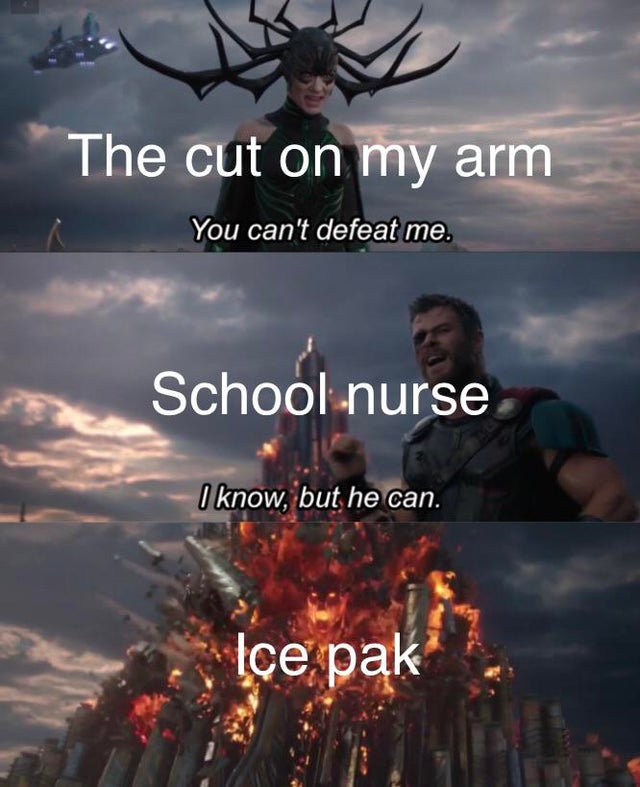 The cut on my arm
You can't defeat me.
School nurse
I know, but he can.
Ice pak